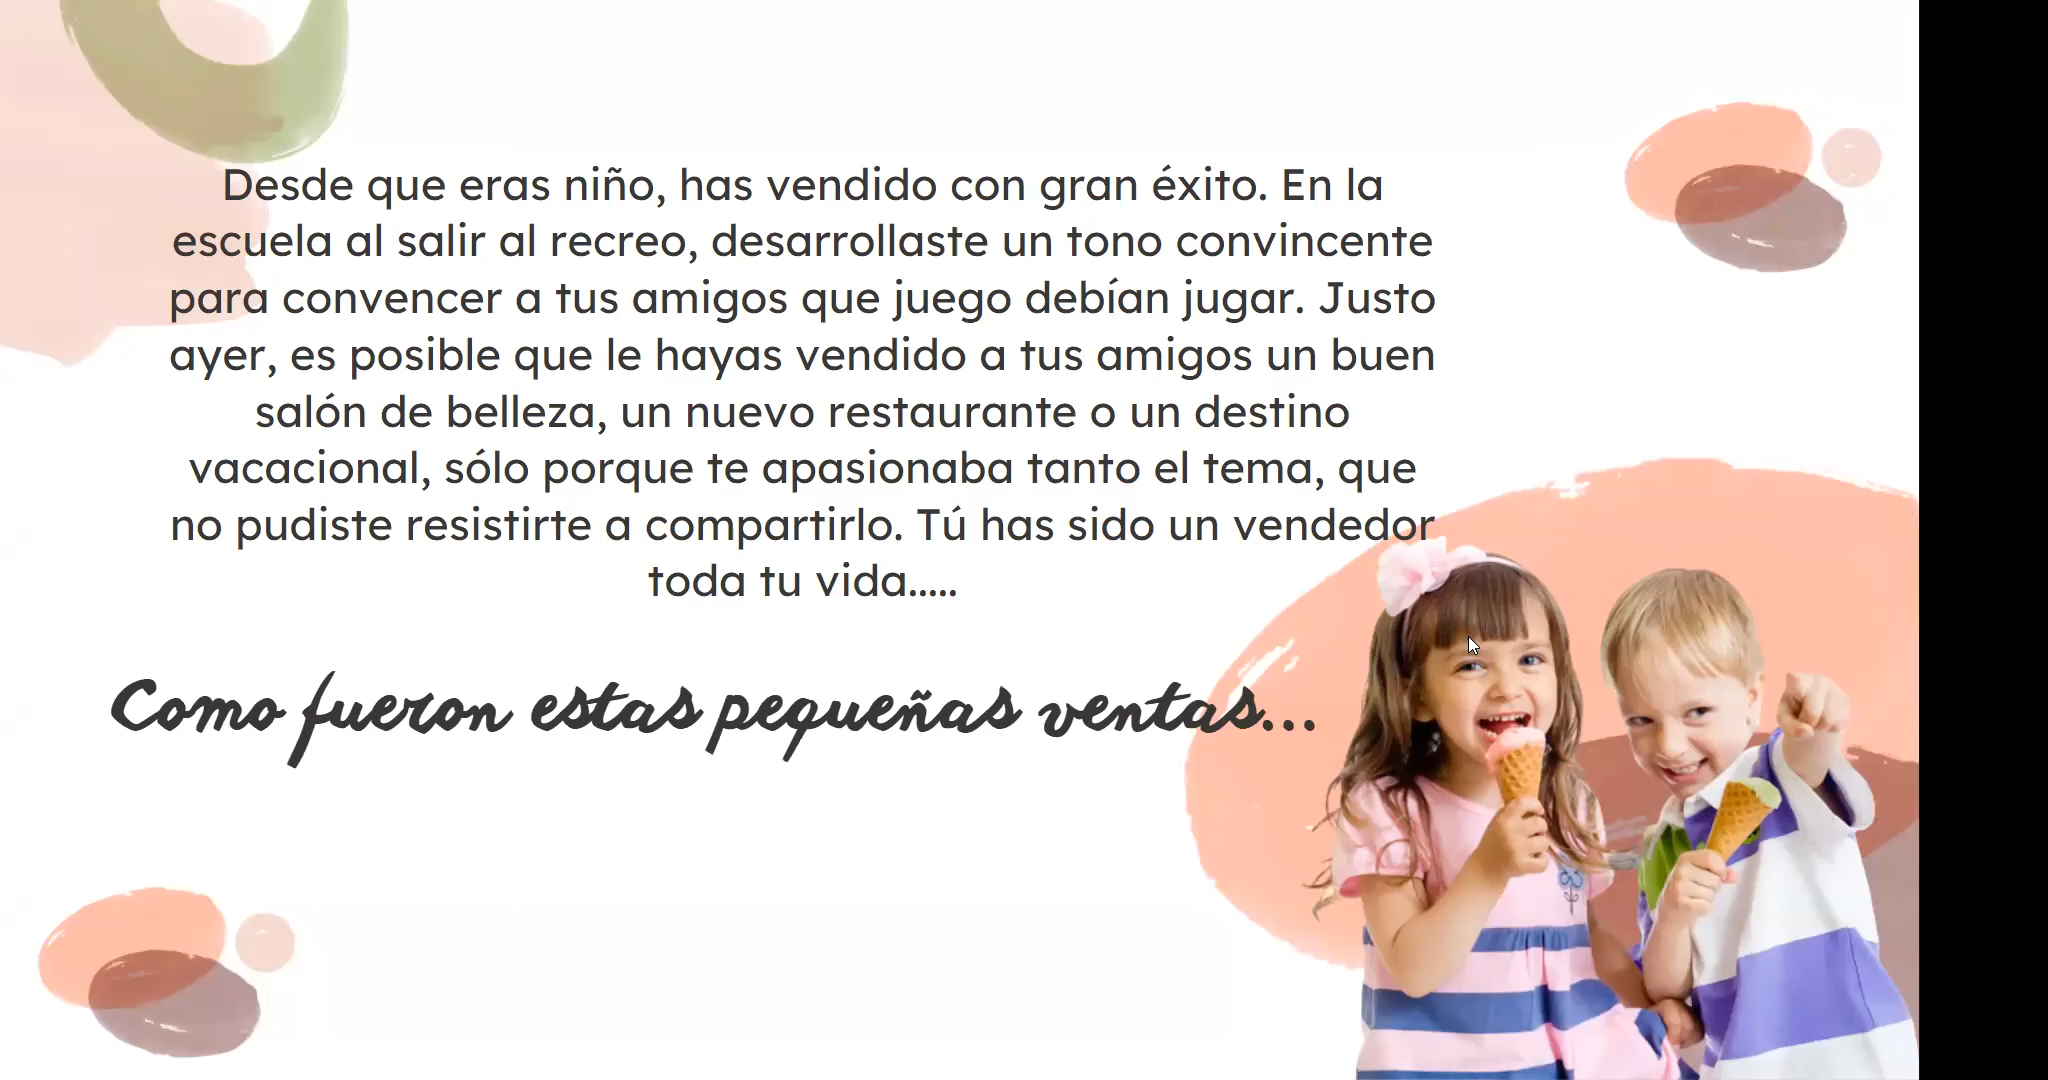 Desde que eras niño, has vendido con gran éxito. En la
escuela al salir al recreo, desarrollaste un tono convincente
para convencer a tus amigos que juego debían jugar. Justo
ayer, es posible que le hayas vendido a tus amigos un buen
salón de belleza, un nuevo restaurante o un destino
vacacional, sólo porque te apasionaba tanto el tema, que
no pudiste resistirte a compartirlo. Tú has sido un vendedor
toda tu vida.....
Como fueron estas pequeñas ventas...